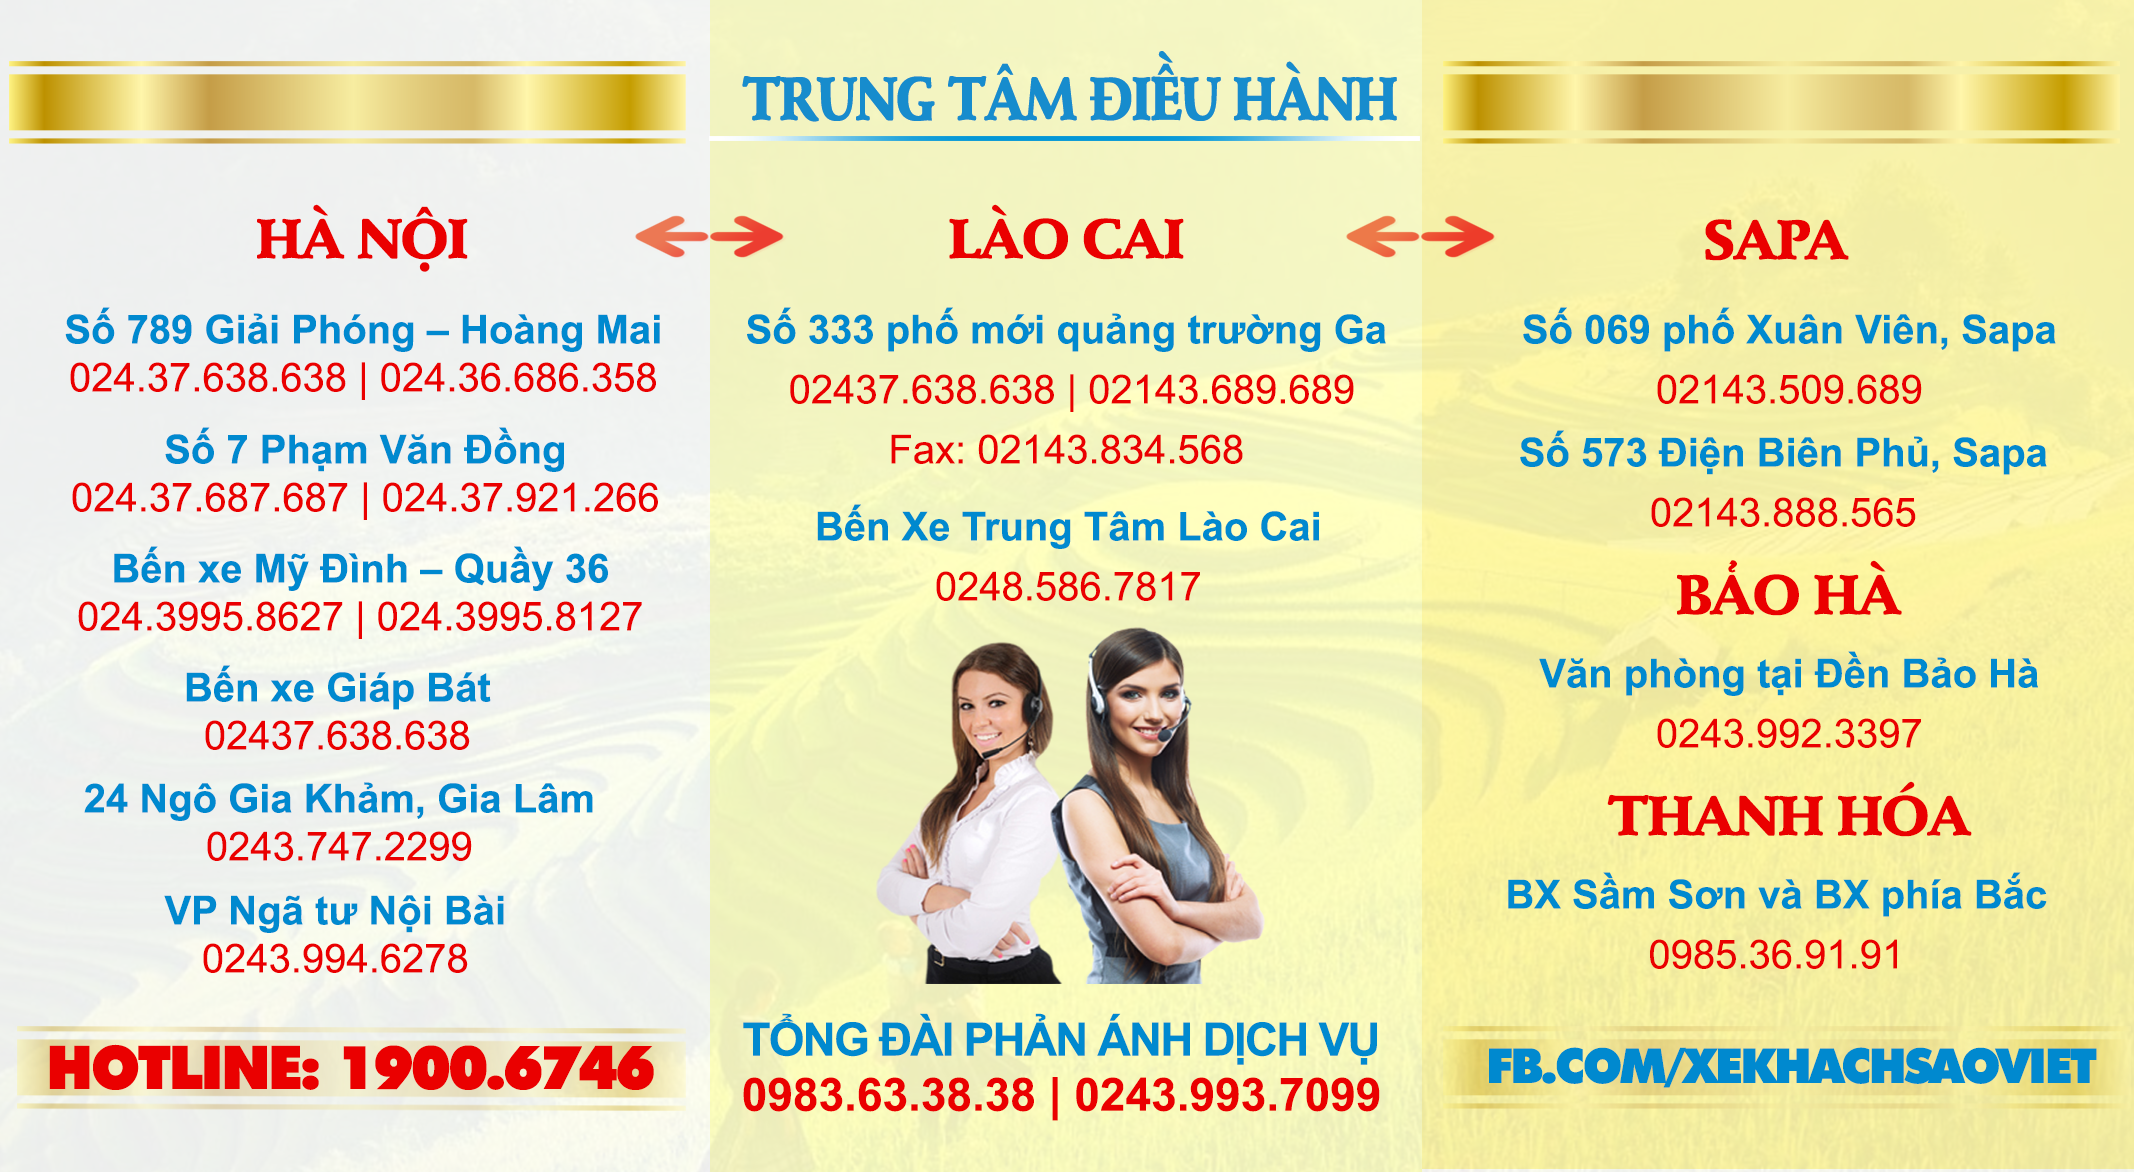 TRUNG TÂM ĐIỀU HÀNH
HÀ NỘI
Số 789 Giải Phóng – Hoàng Mai
024.37.638.638 | 024.36.686.358
Số 7 Phạm Văn Đồng
024.37.687.687 | 024.37.921.266
Bến xe Mỹ Đình – Quầy 36
024.3995.8627 | 024.3995.8127
Bến xe Giáp Bát
02437.638.638
24 Ngô Gia Khảm, Gia Lâm
0243.747.2299
VP Ngã tư Nội Bài
0243.994.6278
HOTLINE: 1900.6746
LÀO CAI
Số 333 phố mới quảng trường Ga
02437.638.638 | 02143.689.689
Fax: 02143.834.568
Bến Xe Trung Tâm Lào Cai
0248.586.7817
TỔNG ĐÀI PHẢN ÁNH DỊCH VỤ
0983.63.38.38 | 0243.993.7099
SAPA
Số 069 phố Xuân Viên, Sapa
02143.509.689
Số 573 Điện Biên Phủ, Sapa
02143.888.565
BẢO HÀ
Văn phòng tại Đền Bảo Hà
0243.992.3397
THANH HÓA
BX Sầm Sơn và BX phía Bắc
0985.36.91.91
FB.COM/XEKHACHSAOVIET